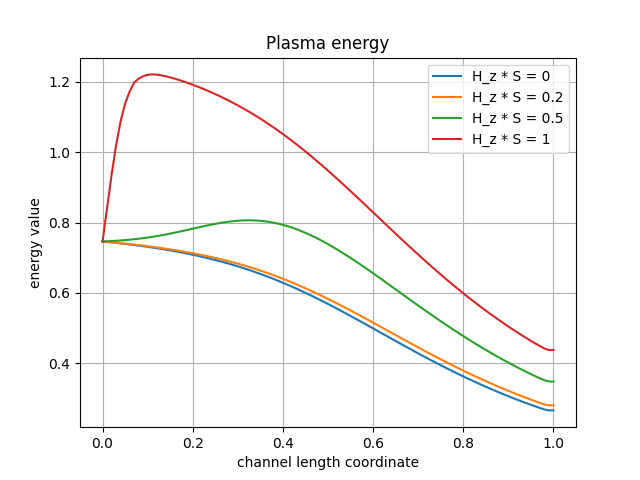 Plasma energy
H_z * S = 0
H_z * S = 0.2
H_z * S = 0.5
H_z * S = 1
energy value
1.2
1.0
0.8
0.6
0.4
0.0 0.2 0.4 0.6 0.8 1.0
channel length coordinate